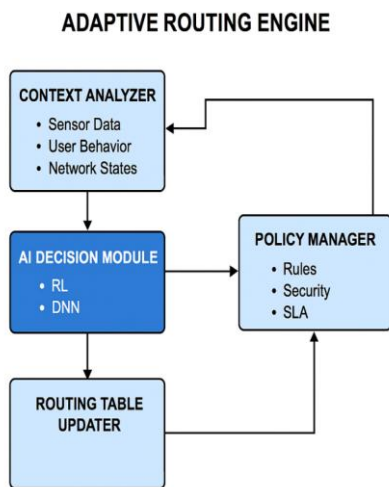 ADAPTIVE ROUTING ENGINE
CONTEXT ANALYZER
• Sensor Data
• User Behavior
• Network States
AI DECISION MODULE
• RL
• DNN
POLICY MANAGER
• Rules
• Security
• SLA
ROUTING TABLE
UPDATER